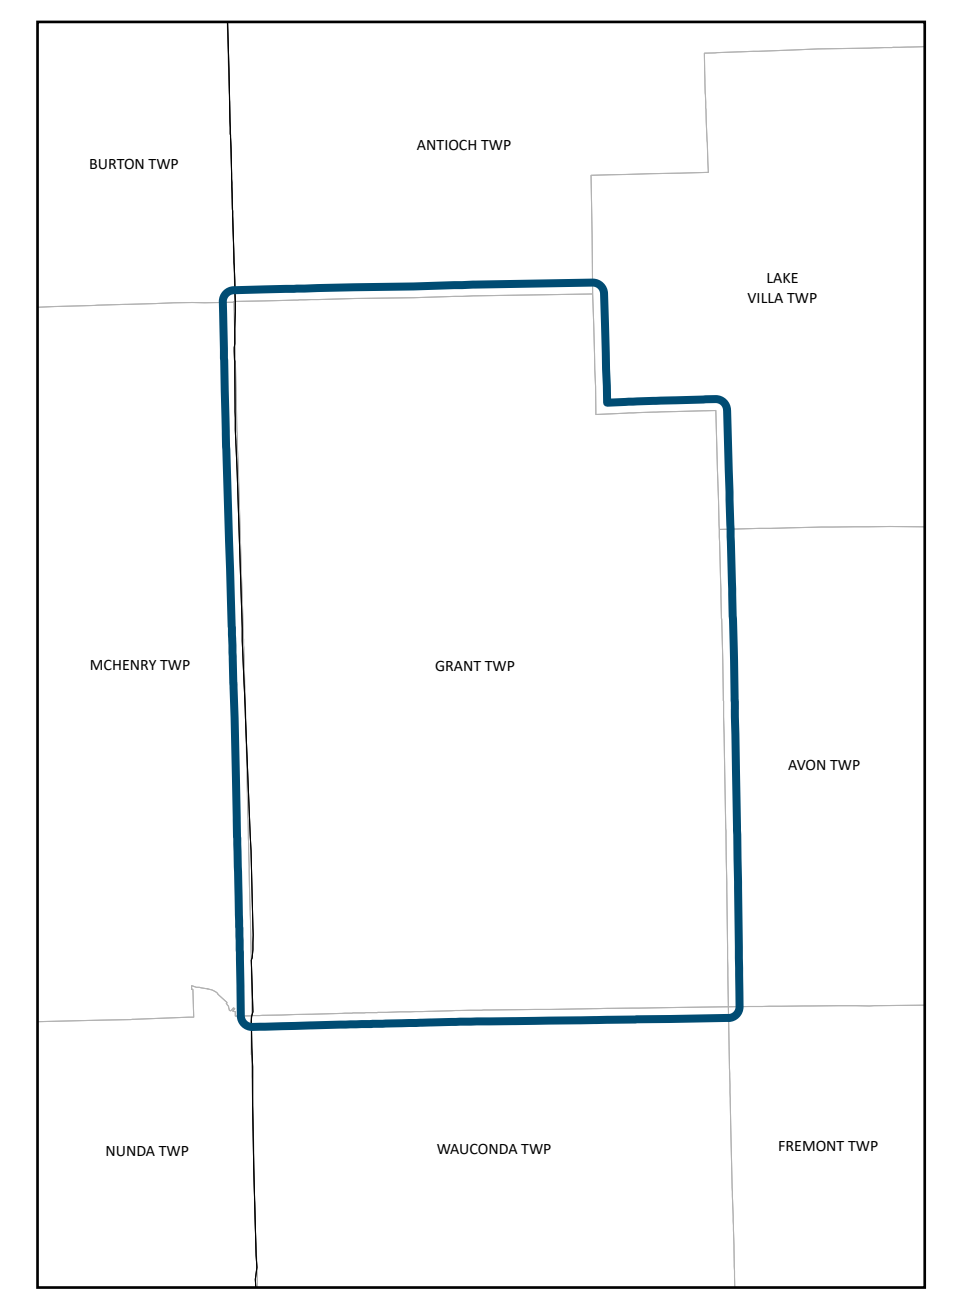 ANTIOCH TWP
BURTON TWP
LAKE
VILLA TWP
MCHENRY TWP
GRANT TWP
AVON TWP
FREMONT TWP
WAUCONDA TWP
NUNDA TWP